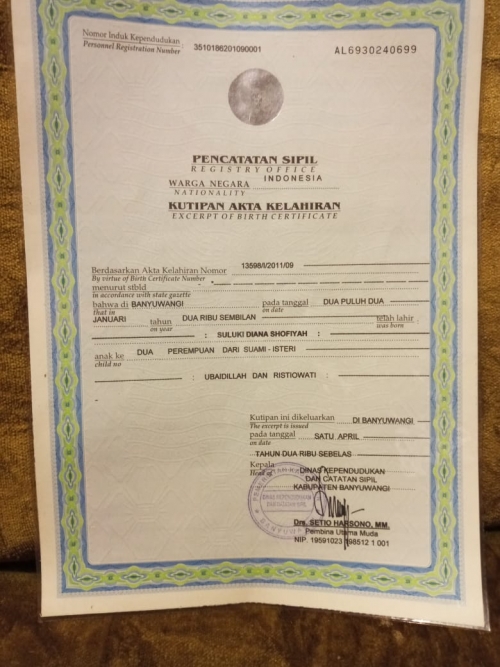 Nomor Induk Kependudukan : 3510186201090001 AL6930240699
Personnel Registration Number
PENCATATAN SIPIL
REGISTRY OFFICE
WARGA NEGARA INDONESIA
NATIONALITY
KUTIPAN AKTA KELAHIRAN
EXCERPT OF BIRTH CERTIFICATE
Berdasarkan Akta Kelahiran Nomor 13598/I/2011/09
By virtue of Birth Certificate Number
menurut stbld
in accordance with state gazette
bahwa di BANYUWANGI pada tanggal DUA PULUH DUA
that in on date
JANUARI tahun DUA RIBU SEMBILAN telah lahir
on year was born
: SULUKI DIANA SHOFIYAH :
anak ke DUA PEREMPUAN DARI SUAMI - ISTERI
child no
: UBAIDILLAH DAN RISTIOWATI :
Kutipan ini dikeluarkan DI BANYUWANGI
The excerpt is issued
pada tanggal SATU APRIL
on date
TAHUN DUA RIBU SEBELAS
Kepala DINAS KEPENDUDUKAN
Head of DAN CATATAN SIPIL
KABUPATEN BANYUWANGI
Drs. SETIO HARSONO, MM.
Pembina Utama Muda
NIP. 19591023 198512 1 001